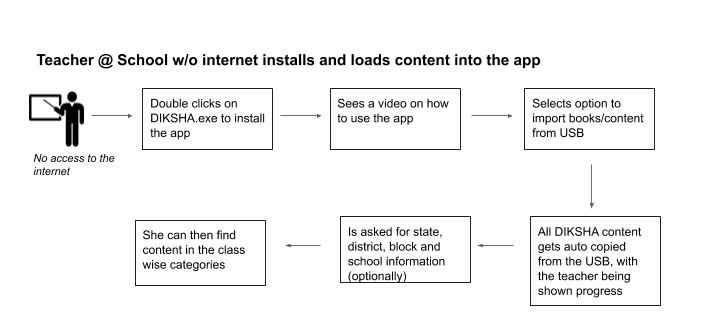 Teacher @ School w/o internet installs and loads content into the app
No access to the
internet
Double clicks on
DIKSHA.exe to install
the app
Sees a video on how
to use the app
Selects option to
import books/content
from USB
All DIKSHA content
gets auto copied
from the USB, with
the teacher being
shown progress
Is asked for state,
district, block and
school information
(optionally)
She can then find
content in the class
wise categories